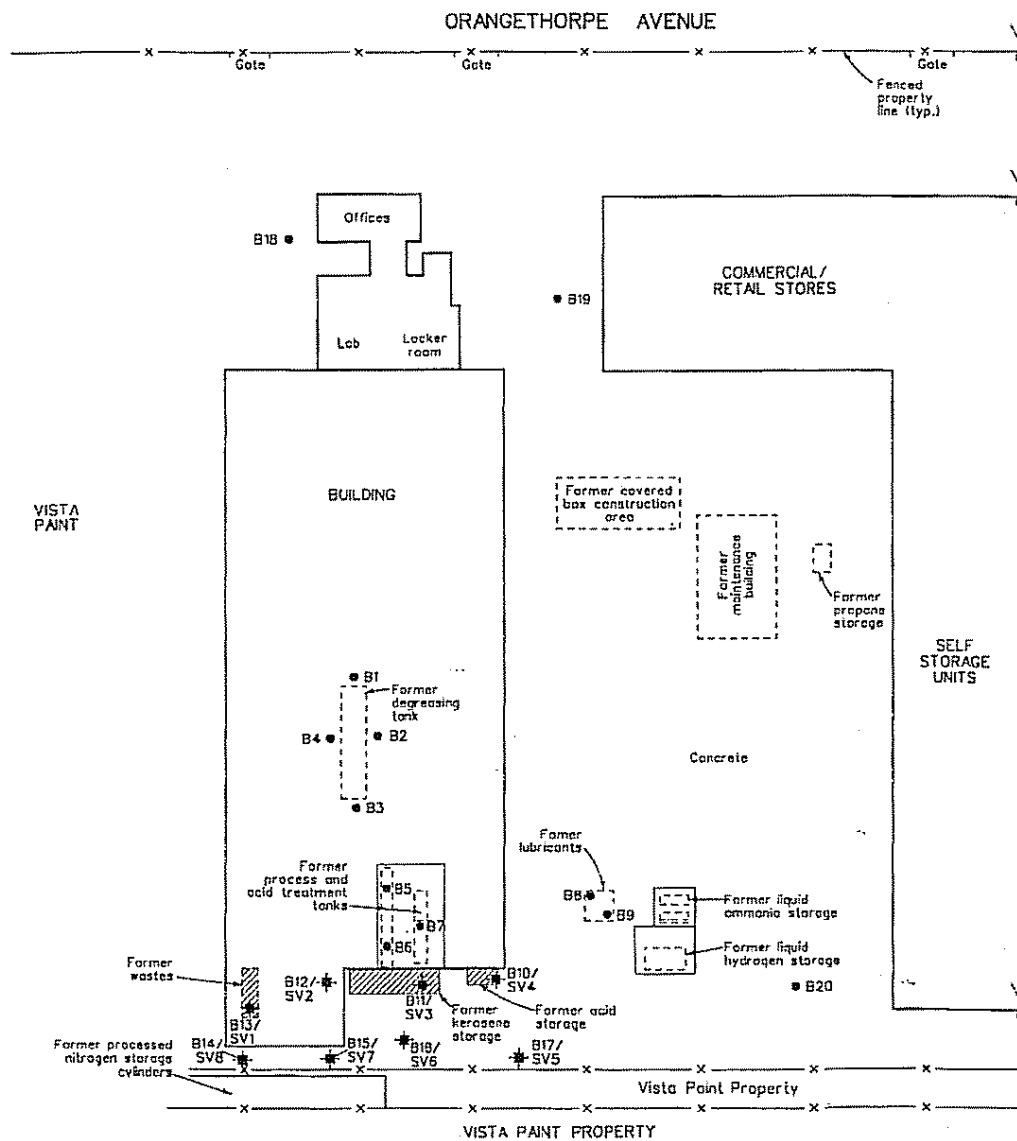 ORANGETHORPE AVENUE
Gate
Gate
Gate
Fenced
property
line (typ.)
Offices
B18
COMMERCIAL/
RETAIL STORES
B19
Lab
Locker
room
BUILDING
VISTA
PAINT
Former covered
box construction
area
Former
maintenance
building
Former
propane
storage
SELF
STORAGE
UNITS
B1
Former
degreasing
tank
B4
B2
B3
Concrete
Former
lubricants
Former
process and
acid treatment
tanks
B5
B7
B6
B8
B9
Former liquid
ammonia storage
Former liquid
hydrogen storage
B20
Former
wastes
B12/
SV2
B11/
SV3
B10/
SV4
Former
kerosene
storage
Former acid
storage
B13/
SV1
B14/
SV8
B15/
SV7
B16/
SV6
B17/
SV5
Former processed
nitrogen storage
cylinders
Vista Paint Property
VISTA PAINT PROPERTY